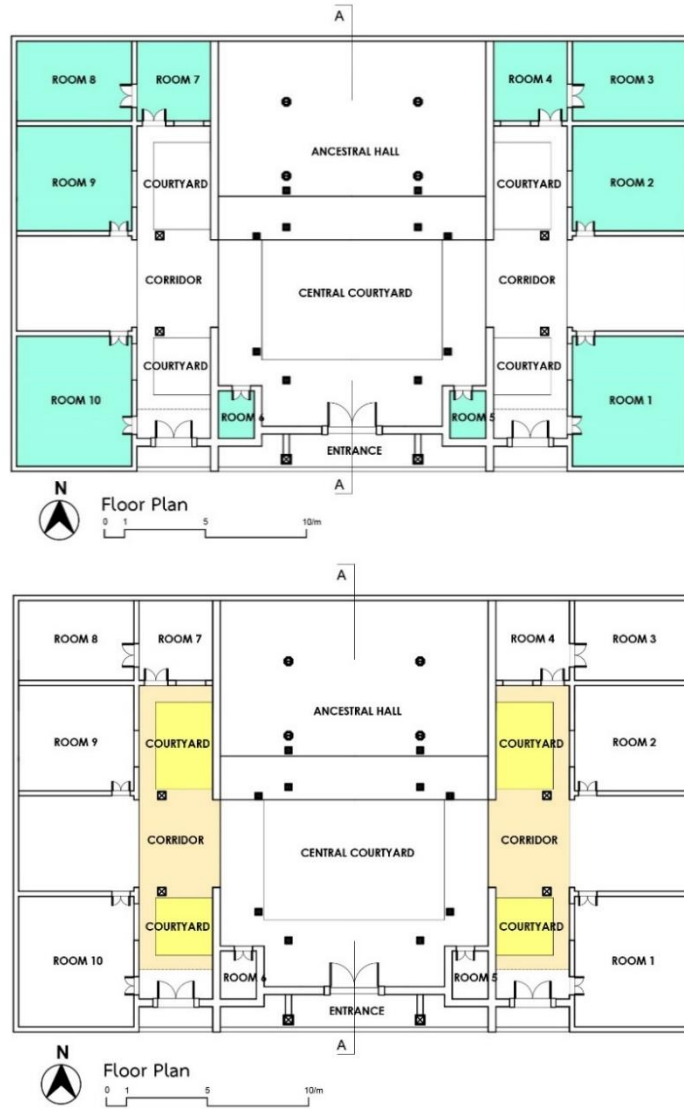 A
ROOM 8 ROOM 7 ROOM 4 ROOM 3
ANCESTRAL HALL
ROOM 9 COURTYARD COURTYARD ROOM 2
CORRIDOR CENTRAL COURTYARD CORRIDOR
COURTYARD COURTYARD
ROOM 10 ROOM 1
ROOM 6 ROOM 5
ENTRANCE
A
N
Floor Plan
0 1 5 10/m
A
ROOM 8 ROOM 7 ROOM 4 ROOM 3
ANCESTRAL HALL
ROOM 9 COURTYARD COURTYARD ROOM 2
CORRIDOR CENTRAL COURTYARD CORRIDOR
COURTYARD COURTYARD
ROOM 10 ROOM 1
ROOM 6 ROOM 5
ENTRANCE
A
N
Floor Plan
0 1 5 10/m